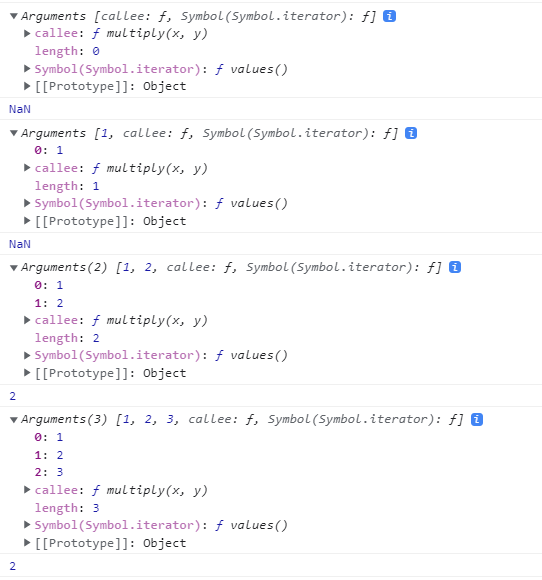 ▼Arguments [callee: ƒ, Symbol(Symbol.iterator): ƒ] i
▶callee: ƒ multiply(x, y)
length: 0
▶Symbol(Symbol.iterator): ƒ values()
▶[[Prototype]]: Object
NaN
▼Arguments [1, callee: ƒ, Symbol(Symbol.iterator): ƒ] i
0: 1
▶callee: ƒ multiply(x, y)
length: 1
▶Symbol(Symbol.iterator): ƒ values()
▶[[Prototype]]: Object
NaN
▼Arguments(2) [1, 2, callee: ƒ, Symbol(Symbol.iterator): ƒ] i
0: 1
1: 2
▶callee: ƒ multiply(x, y)
length: 2
▶Symbol(Symbol.iterator): ƒ values()
▶[[Prototype]]: Object
2
▼Arguments(3) [1, 2, 3, callee: ƒ, Symbol(Symbol.iterator): ƒ] i
0: 1
1: 2
2: 3
▶callee: ƒ multiply(x, y)
length: 3
▶Symbol(Symbol.iterator): ƒ values()
▶[[Prototype]]: Object
2